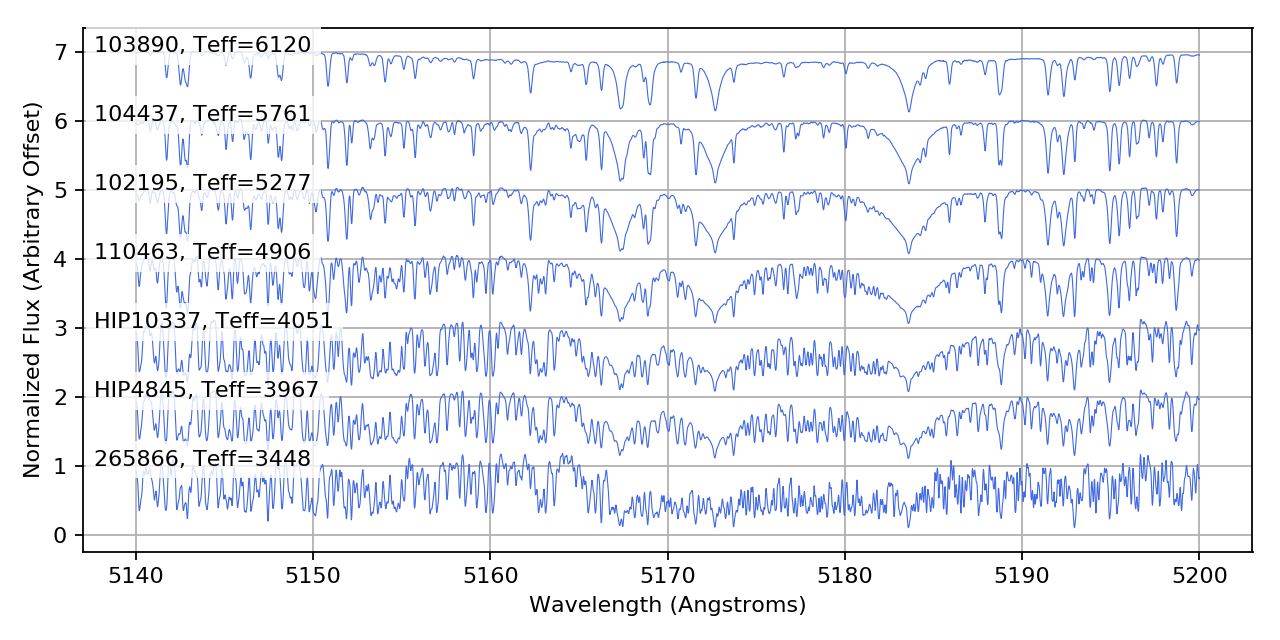 Normalized Flux (Arbitrary Offset)
7
6
5
4
3
2
1
0
103890, Teff=6120
104437, Teff=5761
102195, Teff=5277
110463, Teff=4906
HIP10337, Teff=4051
HIP4845, Teff=3967
265866, Teff=3448
5140 5150 5160 5170 5180 5190 5200
Wavelength (Angstroms)